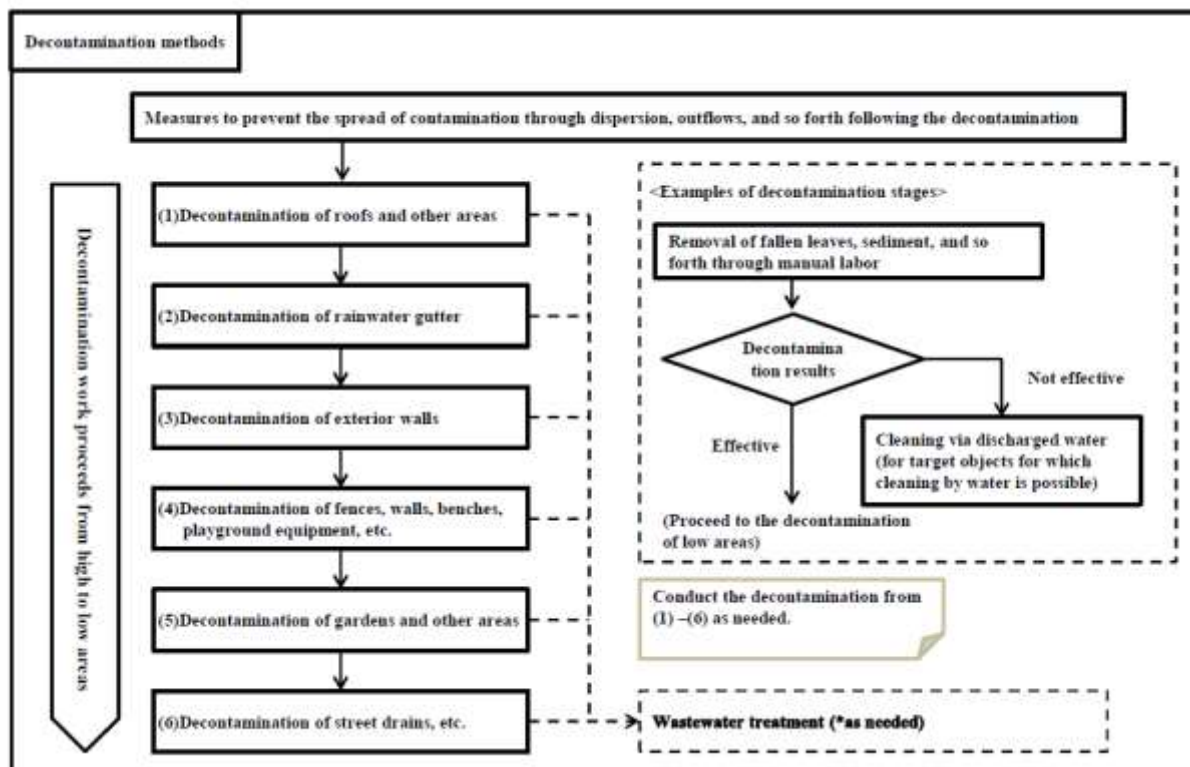 Decontamination methods
Measures to prevent the spread of contamination through dispersion, outflows, and so forth following the decontamination
Decontamination work proceeds from high to low areas
(1)Decontamination of roofs and other areas
(2)Decontamination of rainwater gutter
(3)Decontamination of exterior walls
(4)Decontamination of fences, walls, benches,
playground equipment, etc.
(5)Decontamination of gardens and other areas
(6)Decontamination of street drains, etc.
<Examples of decontamination stages>
Removal of fallen leaves, sediment, and so
forth through manual labor
Decontamina
tion results
Not effective
Effective
Cleaning via discharged water
(for target objects for which
cleaning by water is possible)
(Proceed to the decontamination
of low areas)
Conduct the decontamination from
(1) –(6) as needed.
Wastewater treatment (*as needed)